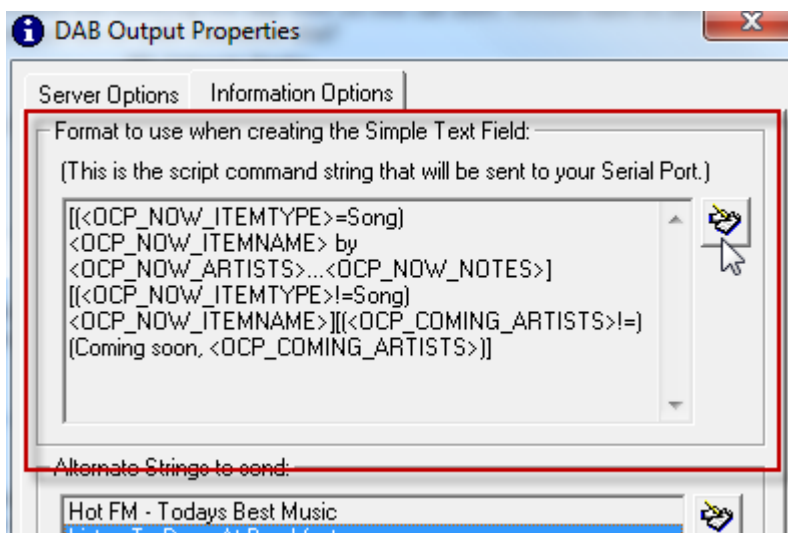 DAB Output Properties
Server Options Information Options
Format to use when creating the Simple Text Field:
(This is the script command string that will be sent to your Serial Port.)
[(<OCP_NOW_ITEMTYPE>=Song)
<OCP_NOW_ITEMNAME> by
<OCP_NOW_ARTISTS>...<OCP_NOW_NOTES>]
[(<OCP_NOW_ITEMTYPE>!=Song)
<OCP_NOW_ITEMNAME>][(<OCP_COMING_ARTISTS>!=)
(Coming soon, <OCP_COMING_ARTISTS>)]
Alternate Strings to send:
Hot FM - Todays Best Music